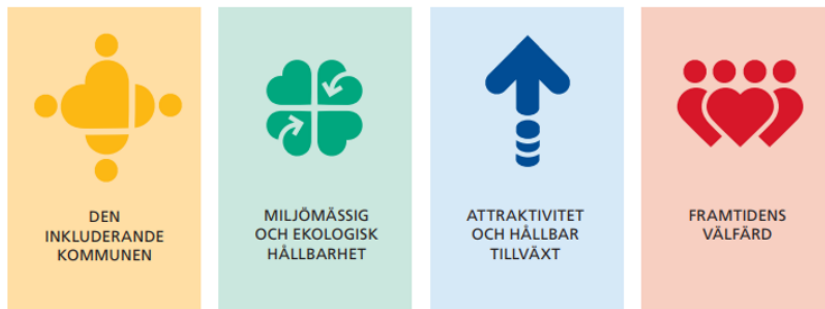 DEN
INKLUDERANDE
KOMMUNEN
MILJÖMÄSSIG
OCH EKOLOGISK
HÅLLBARHET
ATTRAKTIVITET
OCH HÅLLBAR
TILLVÄXT
FRAMTIDENS
VÄLFÄRD